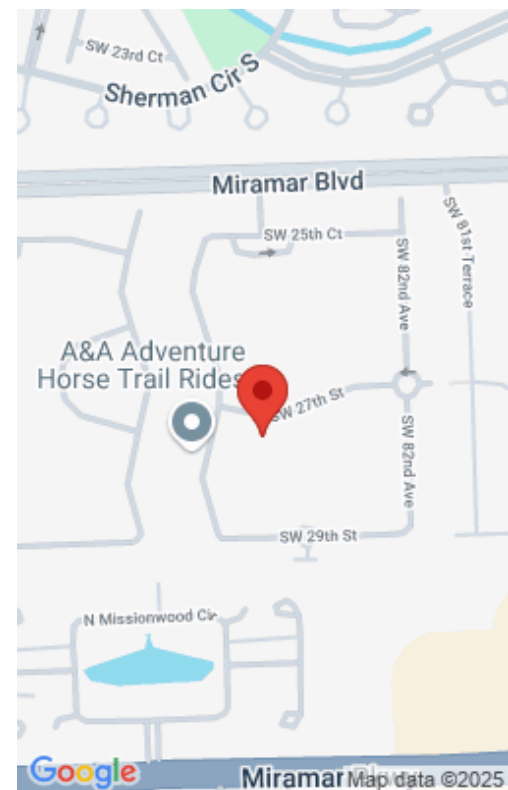 SW 23rd Ct
Sherman Cir S
Miramar Blvd
SW 25th Ct
SW 81st Terrace
SW 82nd Ave
A&A Adventure
Horse Trail Rides
SW 27th St
SW 82nd Ave
SW 29th St
N Missionwood Cir
Google
Miramar
Map data ©2025